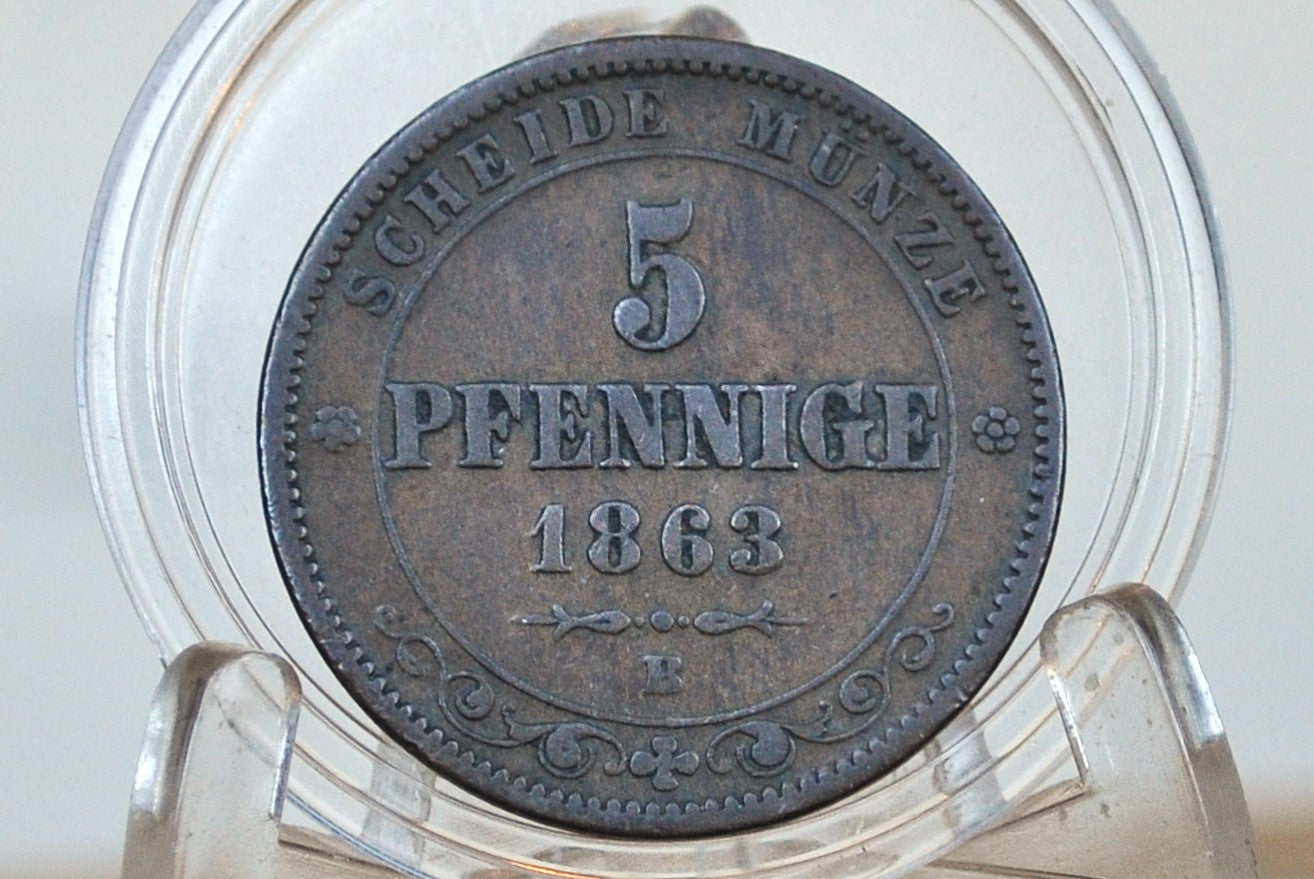 SCHEIDE MÜNZE
5
PFENNIGE
1863
B